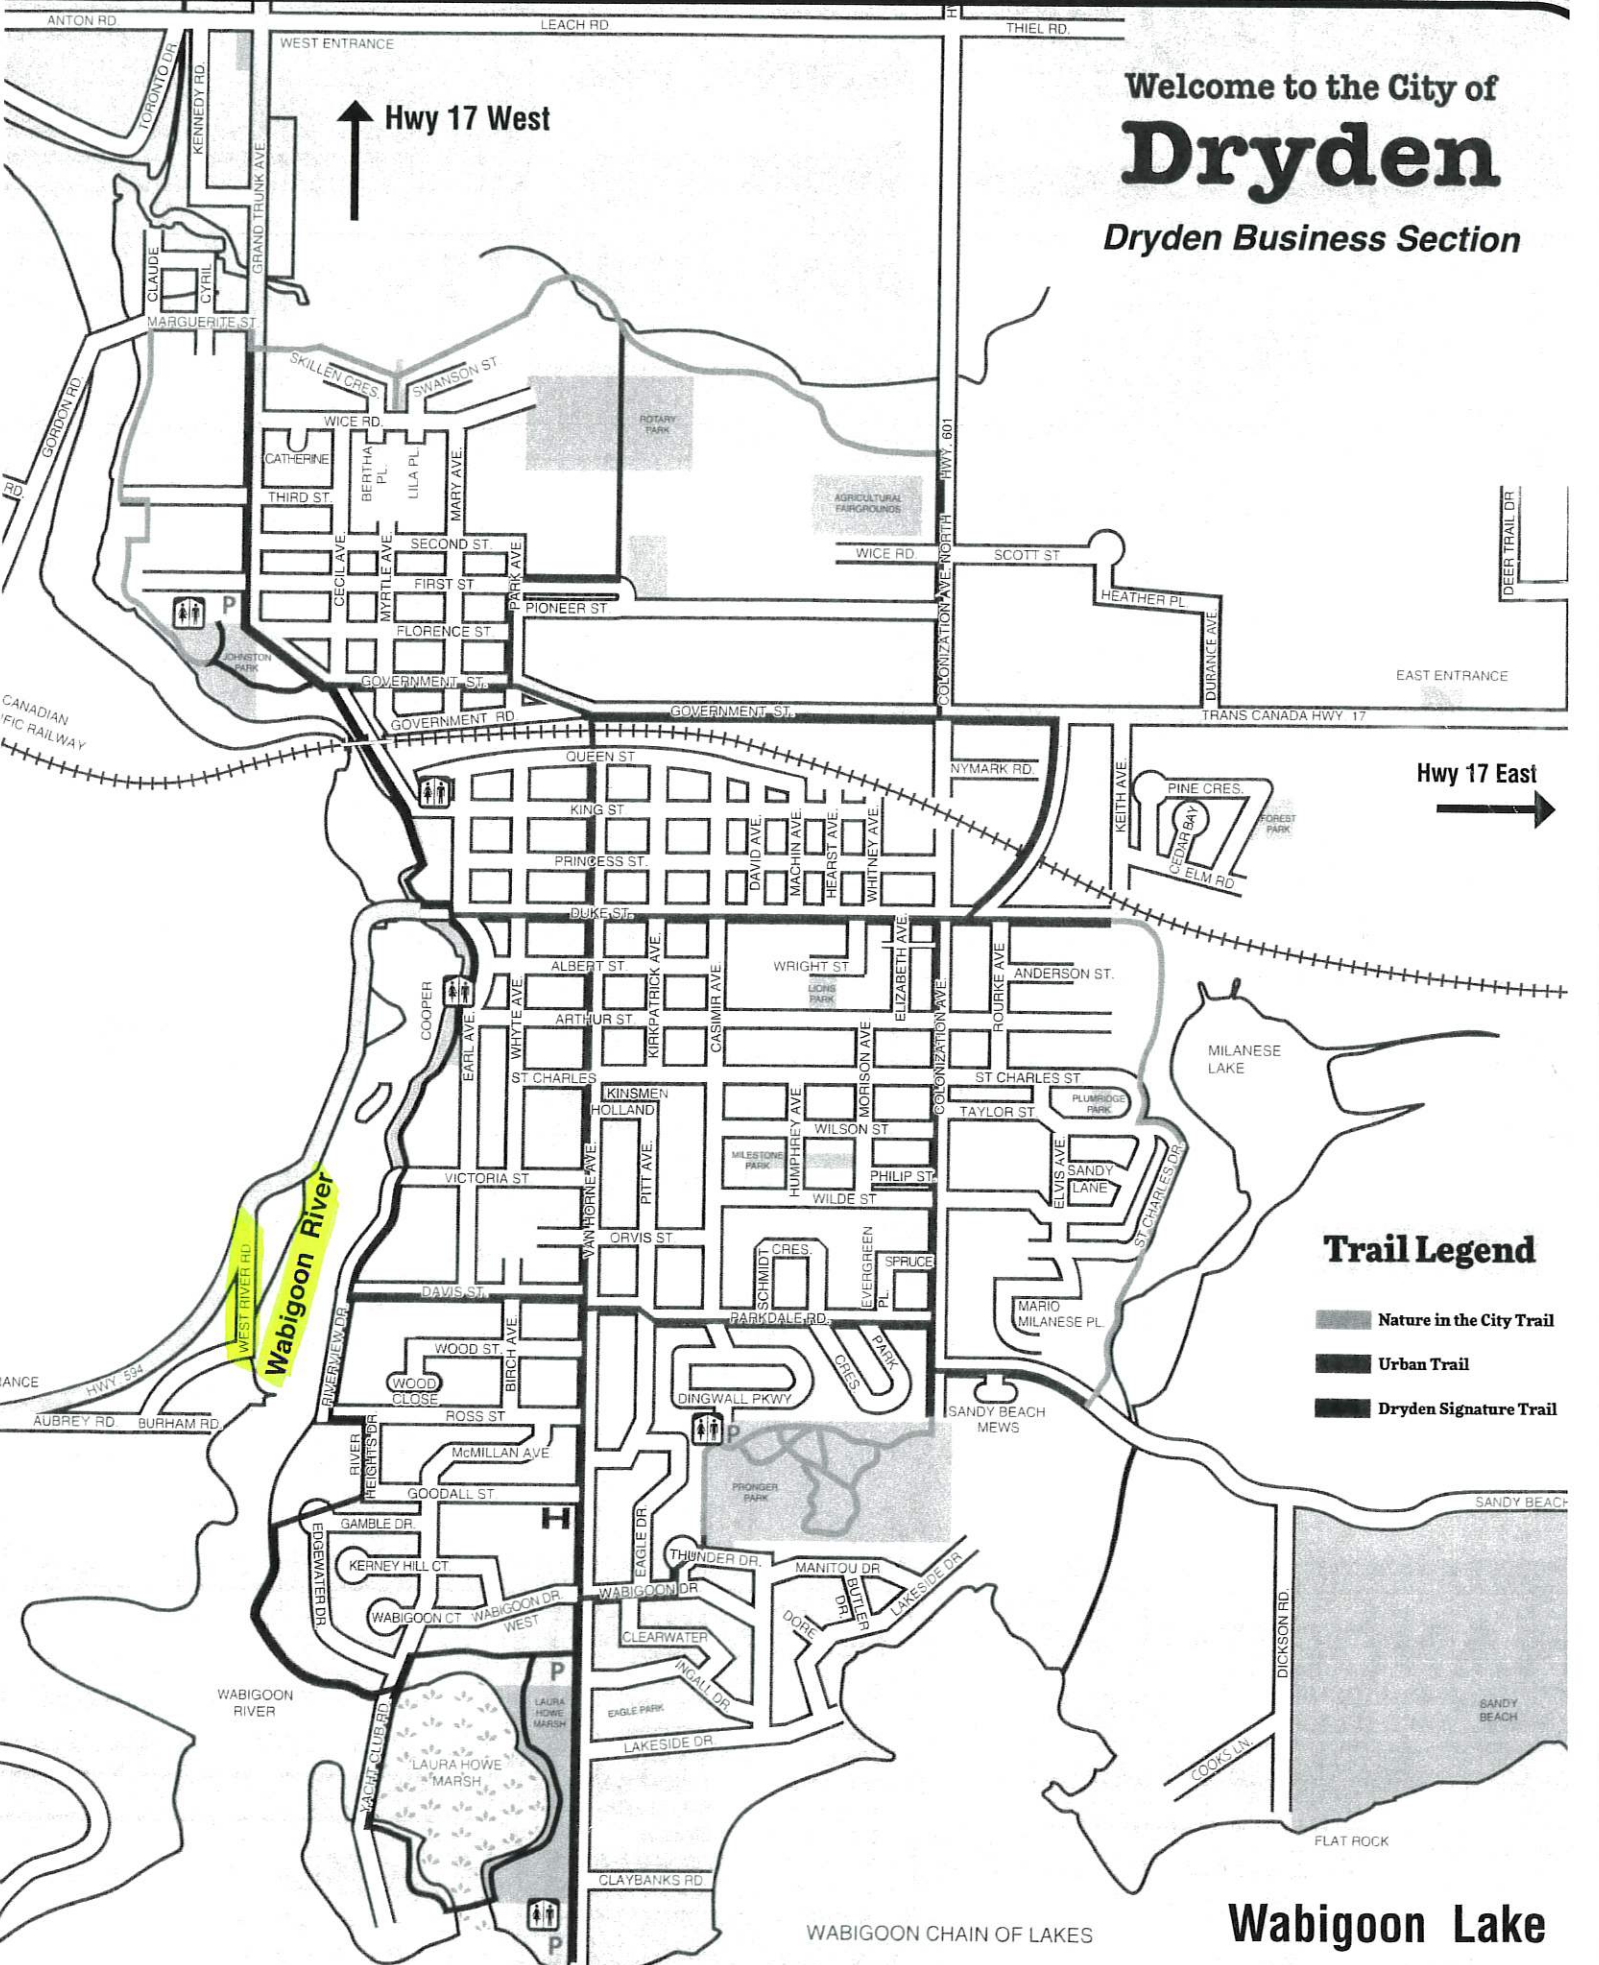 ANTON RD
LEACH RD
H
THIEL RD.
WEST ENTRANCE
TORONTO DR
KENNEDY RD.
GRAND TRUNK AVE.
Hwy 17 West
Welcome to the City of
Dryden
Dryden Business Section
CLAUDE
CYRIL
MARGUERITE ST.
GORDON RD.
RD.
SKILLEN CRES.
SWANSON ST.
WICE RD.
CATHERINE
BERTHA
PL.
LILA PL.
MARY AVE.
THIRD ST.
SECOND ST.
FIRST ST
FLORENCE ST
CECIL AVE.
MYRTLE AVE.
PARK AVE.
PIONEER ST.
ROTARY
PARK
AGRICULTURAL
FAIRGROUNDS
HWY. 601
COLONIZATION AVE. NORTH
WICE RD.
SCOTT ST
HEATHER PL.
DURANCE AVE.
DEER TRAIL DR
EAST ENTRANCE
TRANS CANADA HWY 17
P
JOHNSTON
PARK
GOVERNMENT ST.
GOVERNMENT RD.
GOVERNMENT ST.
CANADIAN
IFIC RAILWAY
QUEEN ST
KING ST
PRINCESS ST.
DUKE ST.
DAVID AVE.
MACHIN AVE.
HEARST AVE.
WHITNEY AVE.
NYMARK RD.
KEITH AVE.
PINE CRES.
CEDAR BAY
ELM RD
FOREST
PARK
Hwy 17 East
ALBERT ST.
ARTHUR ST
ST CHARLES
COOPER
EARL AVE.
WHYTE AVE.
KIRKPATRICK AVE.
CASIMIR AVE.
WRIGHT ST
LIONS
PARK
ELIZABETH AVE.
COLONIZATION AVE.
ROURKE AVE
ANDERSON ST.
MORISON AVE.
MILANESE
LAKE
ST CHARLES ST
TAYLOR ST
PLUMRIDGE
PARK
KINSMEN
HOLLAND
HUMPHREY AVE
WILSON ST
MILESTONE
PARK
PHILIP ST.
WILDE ST
ELVIS AVE.
SANDY
LANE
ST CHARLES DR.
VICTORIA ST
VAN HORNE AVE.
PITT AVE.
ORVIS ST.
SCHMIDT
CRES.
EVERGREEN
PL.
SPRUCE
MARIO
MILANESE PL.
Wabigoon River
WEST RIVER RD
RIVERVIEW DR
HWY. 594
ANCE
AUBREY RD.
BURHAM RD.
DAVIS ST.
PARKDALE RD.
WOOD ST.
BIRCH AVE.
WOOD
CLOSE
ROSS ST
DINGWALL PKWY
PARK
CRES.
SANDY BEACH
MEWS
Trail Legend
Nature in the City Trail
Urban Trail
Dryden Signature Trail
RIVER
HEIGHTS DR
McMILLAN AVE
GOODALL ST
GAMBLE DR.
EDGEWATER DR.
KERNEY HILL CT
WABIGOON CT
WABIGOON DR.
WEST
H
P
PRONGER
PARK
EAGLE DR.
THUNDER DR.
WABIGOON DR
MANITOU DR
BUTLER
DR.
DORE
LAKESIDE DR.
CLEARWATER
INGALL DR.
EAGLE PARK
LAKESIDE DR.
SANDY BEACH
DICKSON RD.
COOKS LN.
SANDY
BEACH
FLAT ROCK
WABIGOON
RIVER
YACHT CLUB RD.
LAURA HOWE
MARSH
P
LAURA
HOWE
MARSH
CLAYBANKS RD
P
WABIGOON CHAIN OF LAKES
Wabigoon Lake